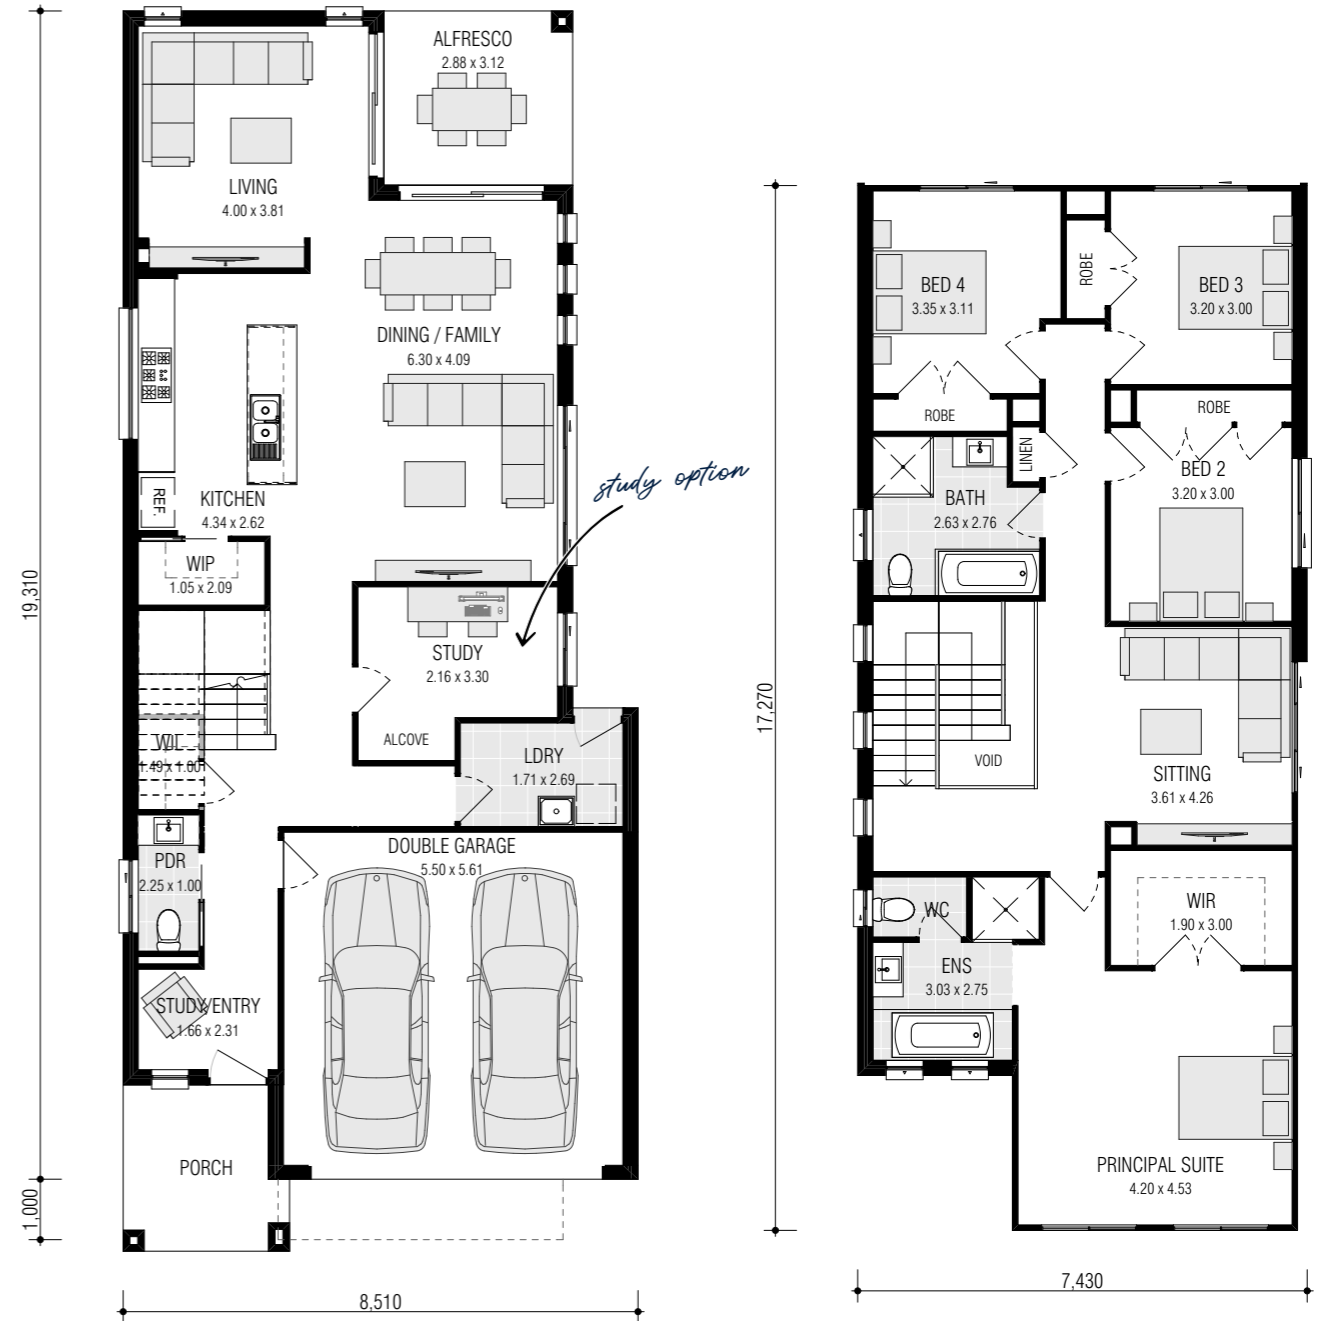 ALFRESCO
2.88 x 3.12
LIVING
4.00 x 3.81
DINING / FAMILY
6.30 x 4.09
REF.
KITCHEN
4.34 x 2.62
study option
WIP
1.05 x 2.09
STUDY
2.16 x 3.30
ALCOVE
WIL
1.49 x 1.00
LDRY
1.71 x 2.69
DOUBLE GARAGE
5.50 x 5.61
PDR
2.25 x 1.00
STUDY/ENTRY
1.66 x 2.31
PORCH
19,310
1,000
8,510
BED 4
3.35 x 3.11
ROBE
BED 3
3.20 x 3.00
ROBE
ROBE
LINEN
BED 2
3.20 x 3.00
BATH
2.63 x 2.76
VOID
SITTING
3.61 x 4.26
WC
WIR
1.90 x 3.00
ENS
3.03 x 2.75
PRINCIPAL SUITE
4.20 x 4.53
17,270
7,430